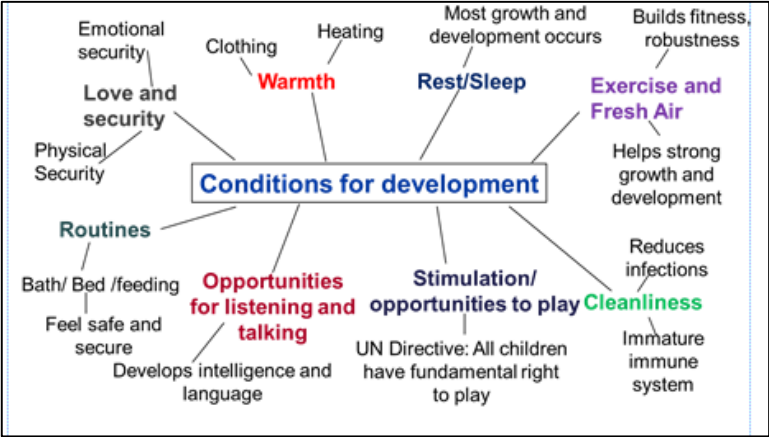 Emotional
security
Love and
security
Physical
Security
Clothing
Heating
Warmth
Most growth and
development occurs
Rest/Sleep
Builds fitness,
robustness
Exercise and
Fresh Air
Helps strong
growth and
development
Conditions for development
Routines
Bath/ Bed /feeding
Feel safe and
secure
Opportunities
for listening and
talking
Develops intelligence and
language
Stimulation/
opportunities to play
UN Directive: All children
have fundamental right
to play
Reduces
infections
Cleanliness
Immature
immune
system